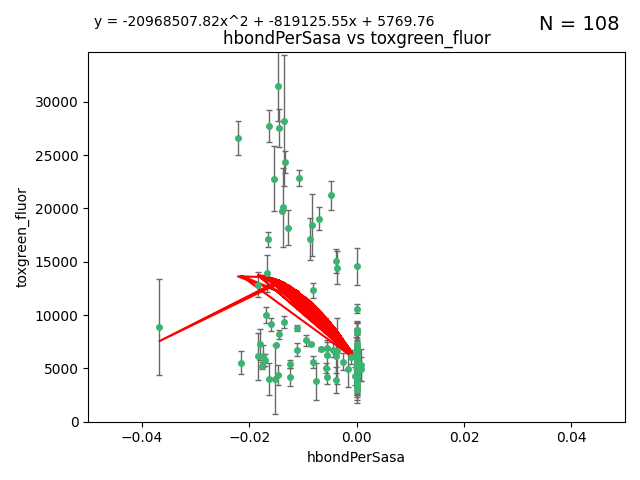 y = -20968507.82x^2 + -819125.55x + 5769.76
N = 108
hbondPerSasa vs toxgreen_fluor
toxgreen_fluor
30000
25000
20000
15000
10000
5000
0
−0.04
−0.02
0.00
0.02
0.04
hbondPerSasa